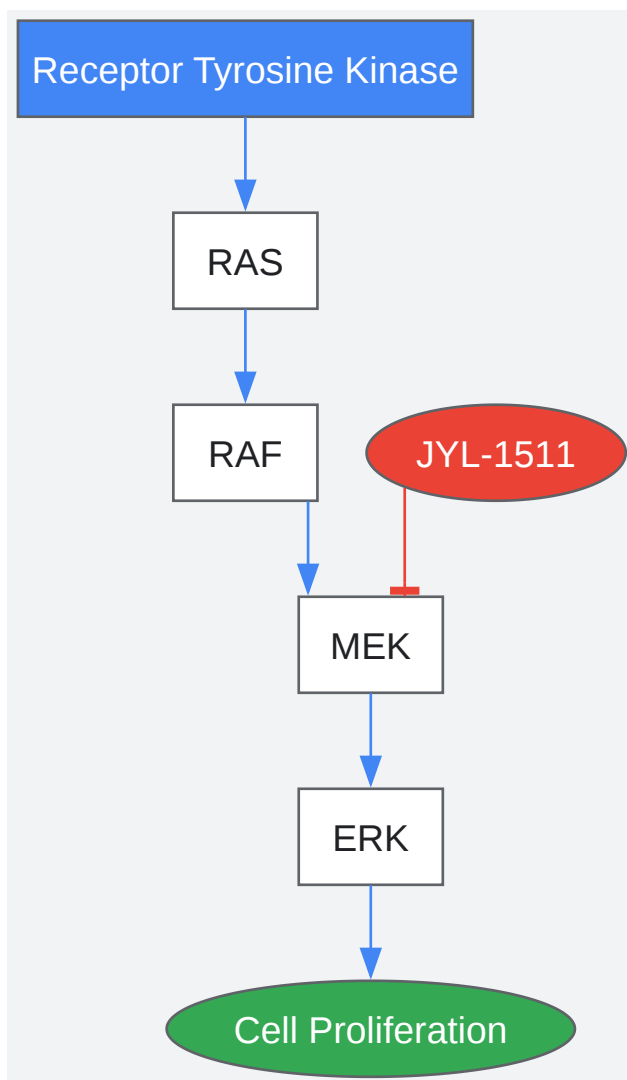 Receptor Tyrosine Kinase
RAS
RAF
JYL-1511
MEK
ERK
Cell Proliferation